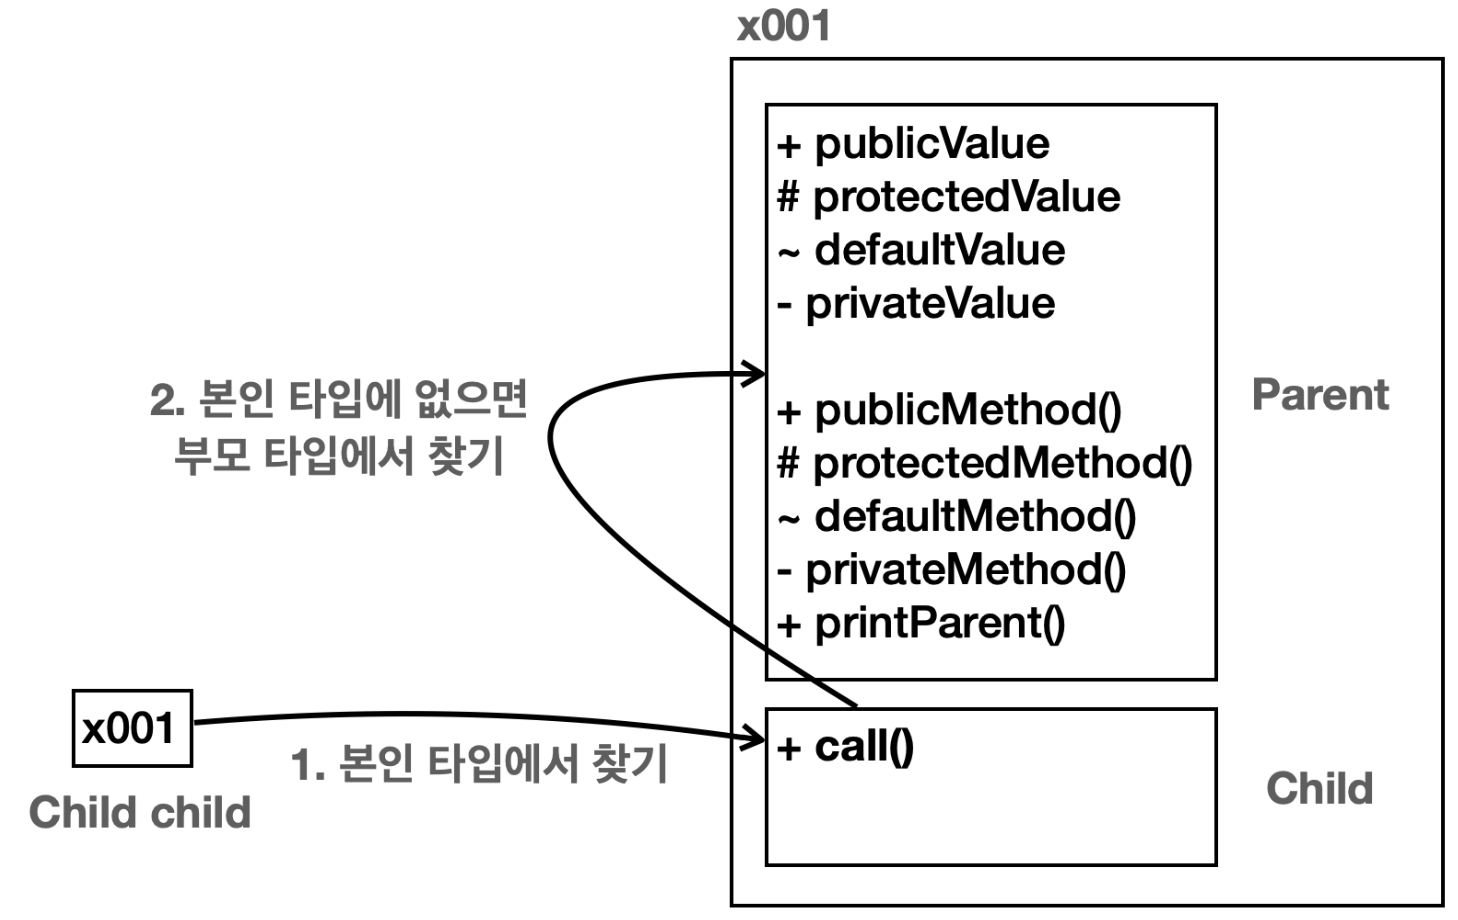 x001
+ publicValue
# protectedValue
~ defaultValue
- privateValue
+ publicMethod()
# protectedMethod()
~ defaultMethod()
- privateMethod()
+ printParent()
Parent
2. 본인 타입에 없으면
부모 타입에서 찾기
x001
Child child
1. 본인 타입에서 찾기
+ call()
Child